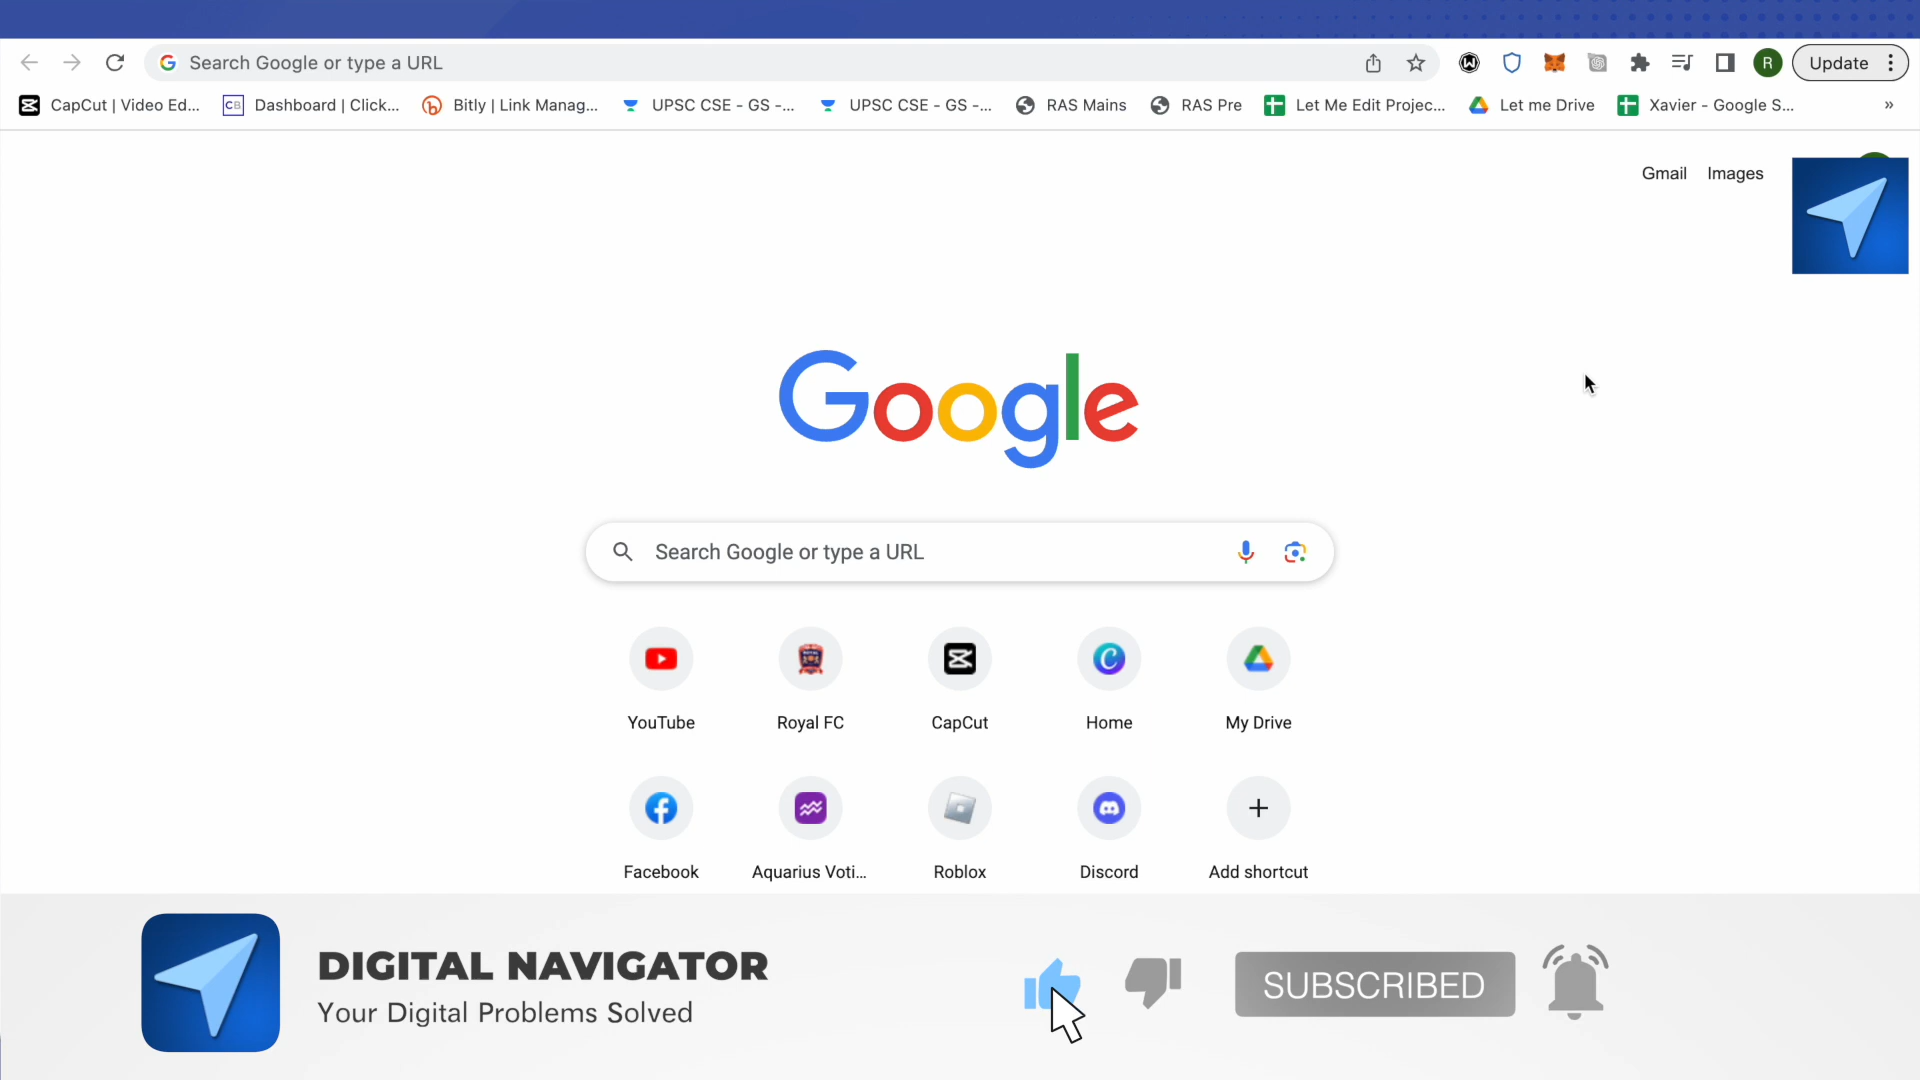 Search Google or type a URL
R
Update
CapCut | Video Ed...
CB
Dashboard | Click...
Bitly | Link Manag...
UPSC CSE - GS -...
UPSC CSE - GS -...
RAS Mains
RAS Pre
Let Me Edit Projec...
Let me Drive
Xavier - Google S...
»
Gmail
Images
Google
Search Google or type a URL
YouTube
Royal FC
CapCut
Home
My Drive
Facebook
Aquarius Voti...
Roblox
Discord
Add shortcut
DIGITAL NAVIGATOR
Your Digital Problems Solved
SUBSCRIBED